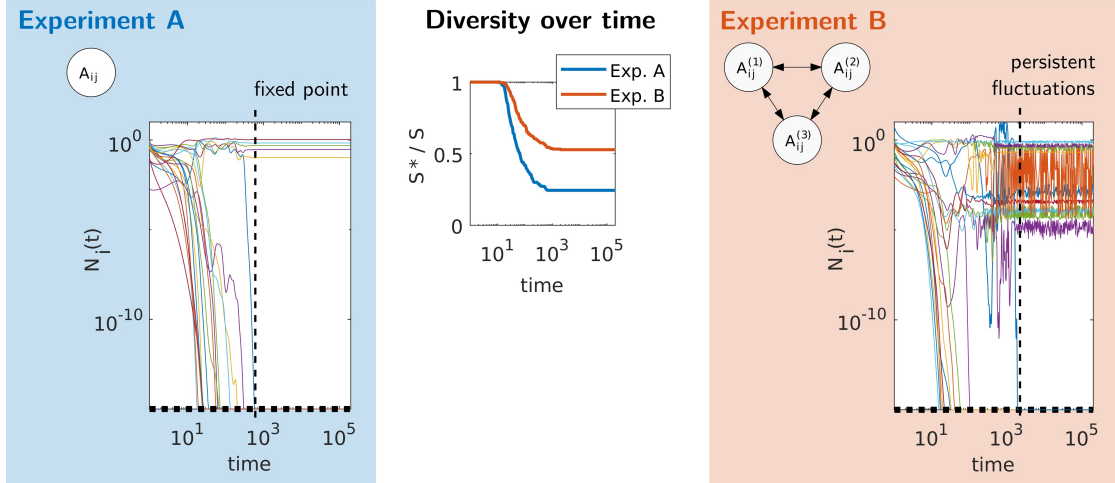 Experiment A
A_ij
fixed point
10^0
10^-10
N_i(t)
10^1 10^3 10^5
time
Diversity over time
Exp. A
Exp. B
1
0.5
0
S* / S
10^1 10^3 10^5
time
Experiment B
A_ij^(1)
A_ij^(2)
A_ij^(3)
persistent
fluctuations
10^0
10^-10
N_i(t)
10^1 10^3 10^5
time